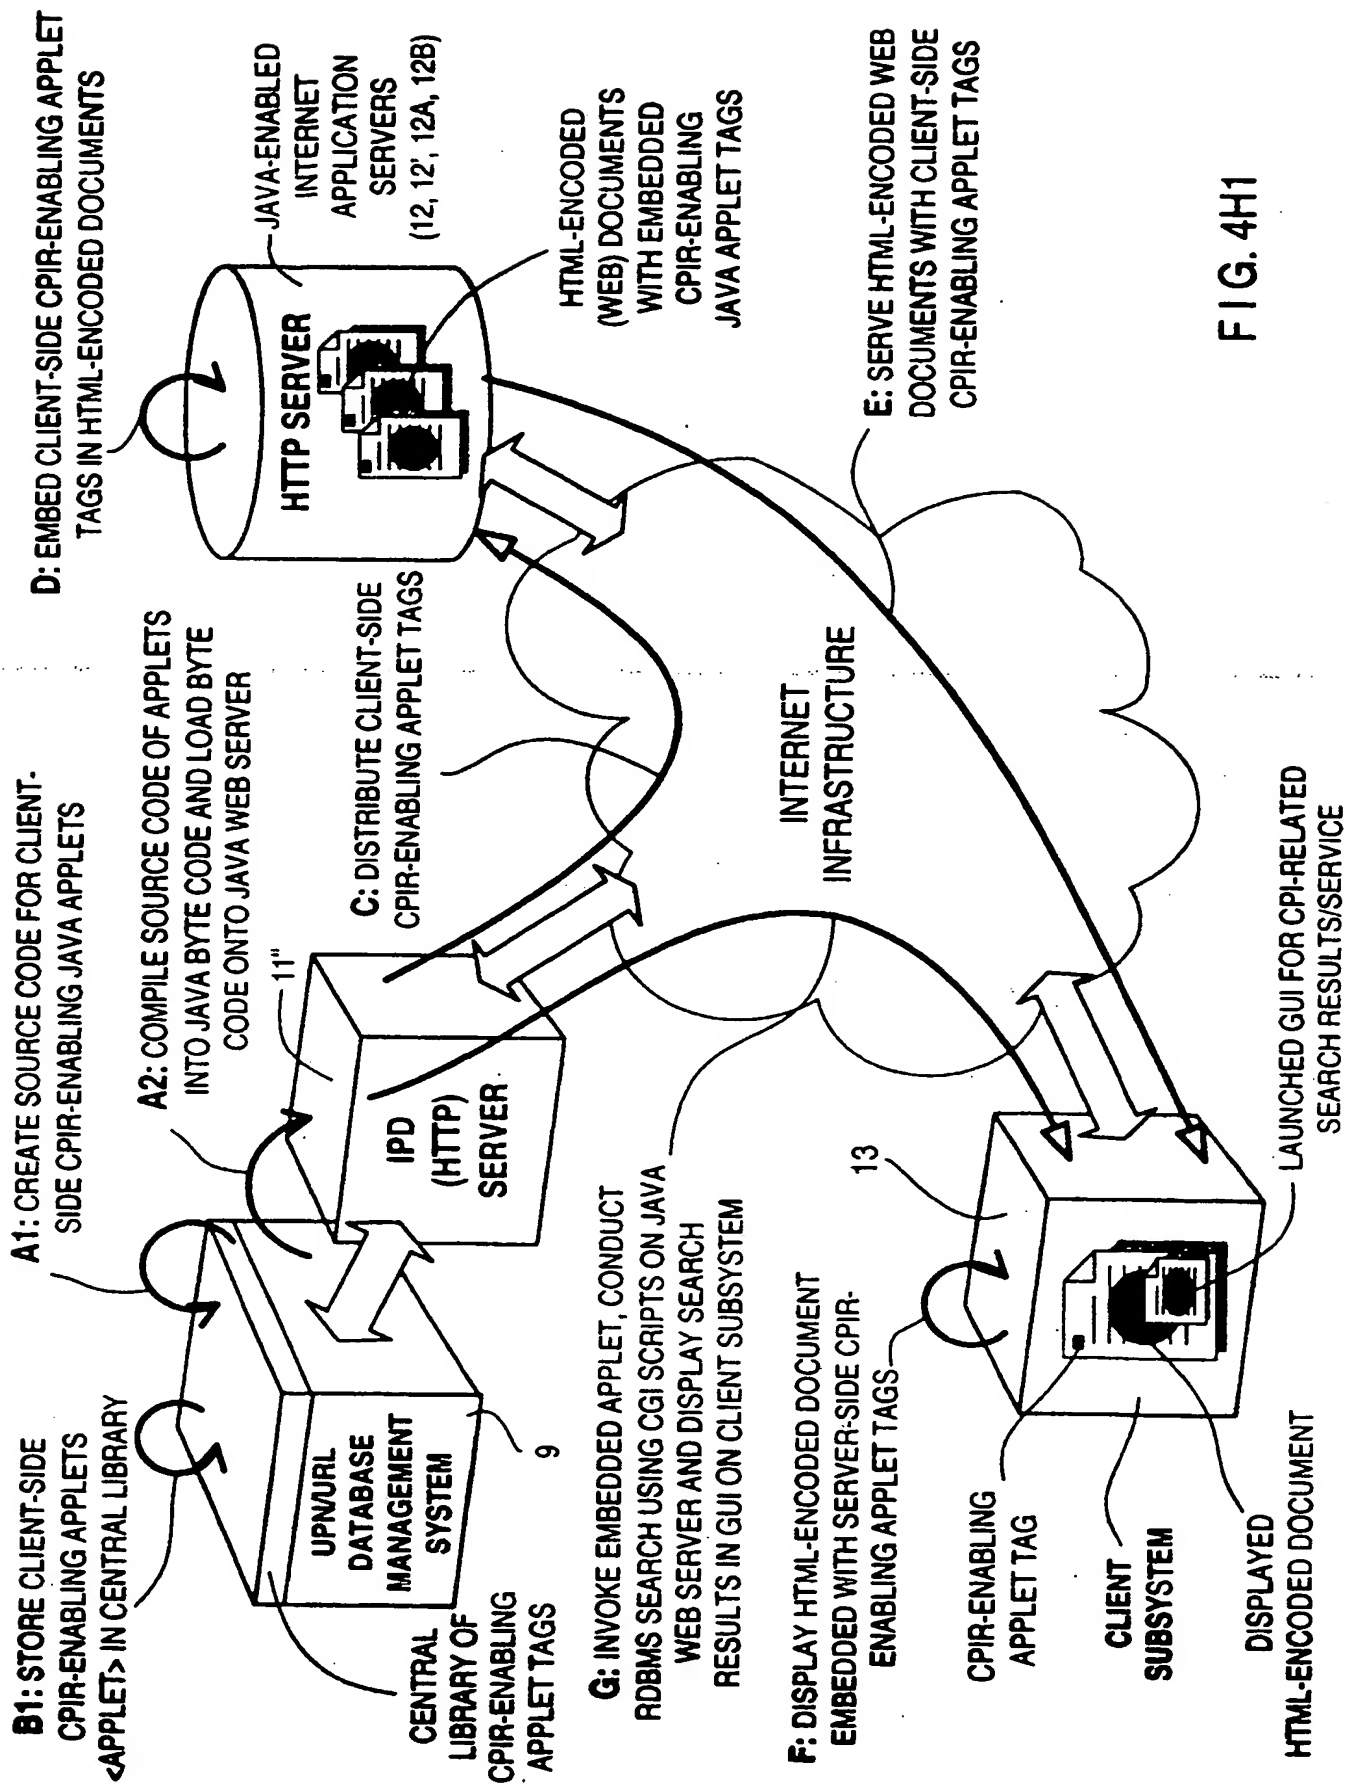 B1: STORE CLIENT-SIDE
CPIR-ENABLING APPLETS
<APPLET> IN CENTRAL LIBRARY
A1: CREATE SOURCE CODE FOR CLIENT-
SIDE CPIR-ENABLING JAVA APPLETS
A2: COMPILE SOURCE CODE OF APPLETS
INTO JAVA BYTE CODE AND LOAD BYTE
CODE ONTO JAVA WEB SERVER
D: EMBED CLIENT-SIDE CPIR-ENABLING APPLET
TAGS IN HTML-ENCODED DOCUMENTS
JAVA-ENABLED
INTERNET
APPLICATION
SERVERS
(12, 12', 12A, 12B)
HTTP SERVER
HTML-ENCODED
(WEB) DOCUMENTS
WITH EMBEDDED
CPIR-ENABLING
JAVA APPLET TAGS
C: DISTRIBUTE CLIENT-SIDE
CPIR-ENABLING APPLET TAGS
11"
IPD
(HTTP)
SERVER
UPN/URL
DATABASE
MANAGEMENT
SYSTEM
9
CENTRAL
LIBRARY OF
CPIR-ENABLING
APPLET TAGS
G: INVOKE EMBEDDED APPLET, CONDUCT
RDBMS SEARCH USING CGI SCRIPTS ON JAVA
WEB SERVER AND DISPLAY SEARCH
RESULTS IN GUI ON CLIENT SUBSYSTEM
INTERNET
INFRASTRUCTURE
E: SERVE HTML-ENCODED WEB
DOCUMENTS WITH CLIENT-SIDE
CPIR-ENABLING APPLET TAGS
F: DISPLAY HTML-ENCODED DOCUMENT
EMBEDDED WITH SERVER-SIDE CPIR-
ENABLING APPLET TAGS
13
CPIR-ENABLING
APPLET TAG
CLIENT
SUBSYSTEM
DISPLAYED
HTML-ENCODED DOCUMENT
LAUNCHED GUI FOR CPI-RELATED
SEARCH RESULTS/SERVICE
FIG. 4H1